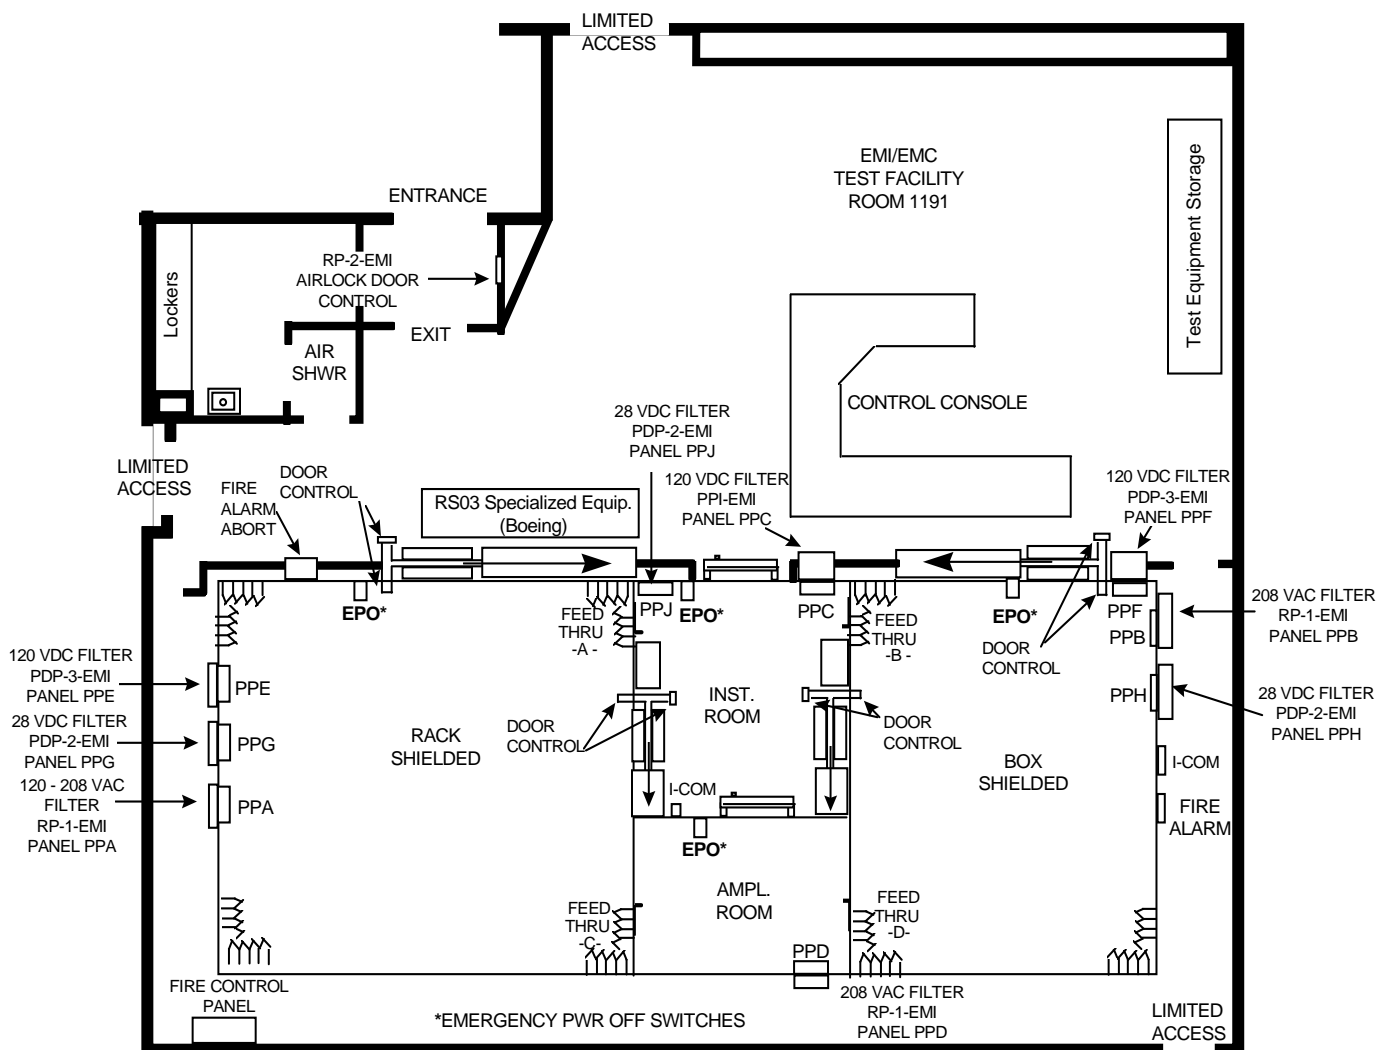 LIMITED
ACCESS
EMI/EMC
TEST FACILITY
ROOM 1191
Test Equipment Storage
ENTRANCE
Lockers
RP-2-EMI
AIRLOCK DOOR
CONTROL
EXIT
AIR
SHWR
CONTROL CONSOLE
28 VDC FILTER
PDP-2-EMI
PANEL PPJ
LIMITED
ACCESS
DOOR
CONTROL
FIRE
ALARM
ABORT
RS03 Specialized Equip.
(Boeing)
120 VDC FILTER
PPI-EMI
PANEL PPC
120 VDC FILTER
PDP-3-EMI
PANEL PPF
EPO*
FEED
THRU
-A -
PPJ
EPO*
PPC
FEED
THRU
-B -
EPO*
DOOR
CONTROL
PPF
PPB
208 VAC FILTER
RP-1-EMI
PANEL PPB
120 VDC FILTER
PDP-3-EMI
PANEL PPE
PPE
PPH
28 VDC FILTER
PDP-2-EMI
PANEL PPH
28 VDC FILTER
PDP-2-EMI
PANEL PPG
PPG
RACK
SHIELDED
DOOR
CONTROL
INST.
ROOM
DOOR
CONTROL
BOX
SHIELDED
I-COM
120 - 208 VAC
FILTER
RP-1-EMI
PANEL PPA
PPA
I-COM
FIRE
ALARM
EPO*
AMPL.
ROOM
FEED
THRU
-C-
FEED
THRU
-D-
PPD
FIRE CONTROL
PANEL
*EMERGENCY PWR OFF SWITCHES
208 VAC FILTER
RP-1-EMI
PANEL PPD
LIMITED
ACCESS